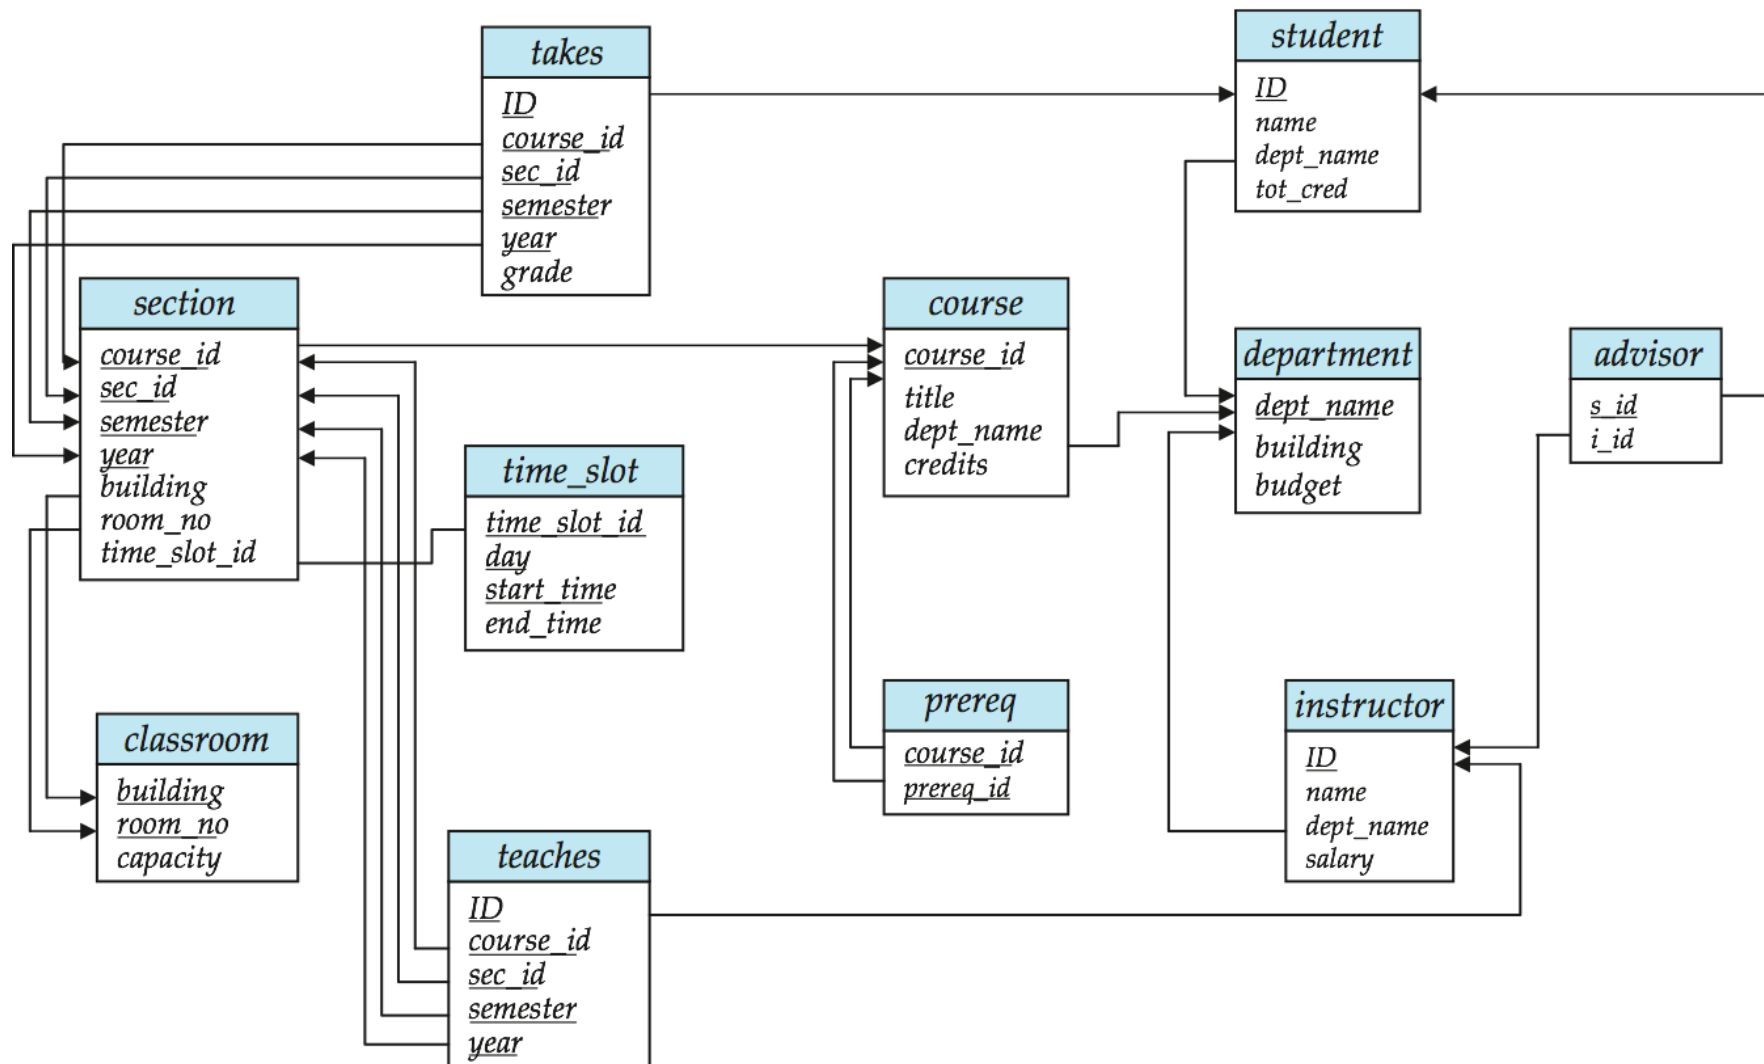 takes
ID
course_id
sec_id
semester
year
grade
student
ID
name
dept_name
tot_cred
section
course_id
sec_id
semester
year
building
room_no
time_slot_id
time_slot
time_slot_id
day
start_time
end_time
course
course_id
title
dept_name
credits
department
dept_name
building
budget
advisor
s_id
i_id
classroom
building
room_no
capacity
prereq
course_id
prereq_id
instructor
ID
name
dept_name
salary
teaches
ID
course_id
sec_id
semester
year